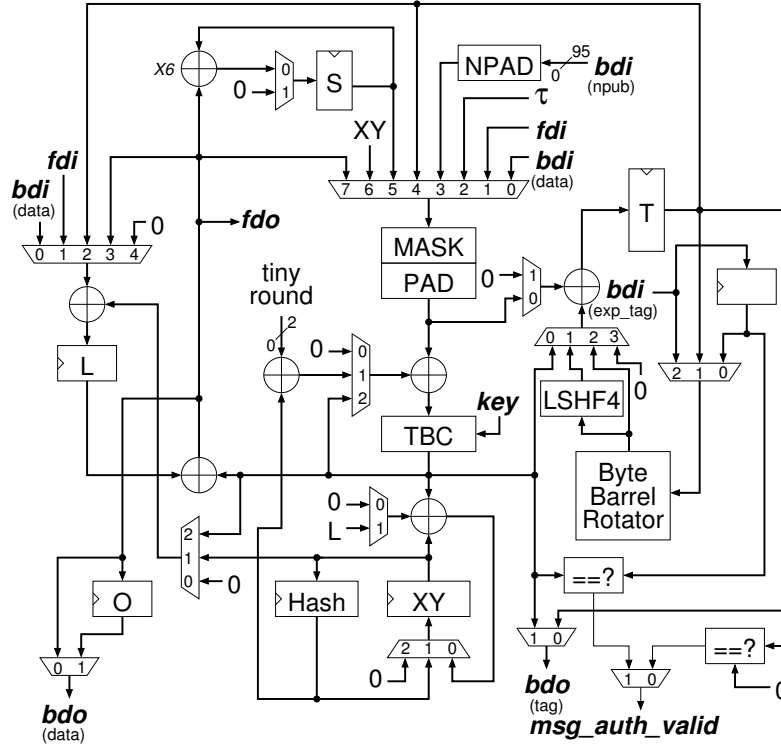 X6
0
1
0
S
NPAD
95
0
bdi
(npub)
τ
fdi
bdi
(data)
XY
7 6 5 4 3 2 1 0
fdi
bdi
(data)
0
0 1 2 3 4
fdo
MASK
PAD
T
tiny
round
2
0
0
1
0
bdi
(exp_tag)
0 1 2 3
0
2 1 0
L
0
0
1
2
key
TBC
LSHF4
Byte
Barrel
Rotator
0
L
0
1
2
1
0
0
O
Hash
XY
==?
==?
0
2 1 0
0
1 0
bdo
(tag)
1 0
msg_auth_valid
0 1
bdo
(data)